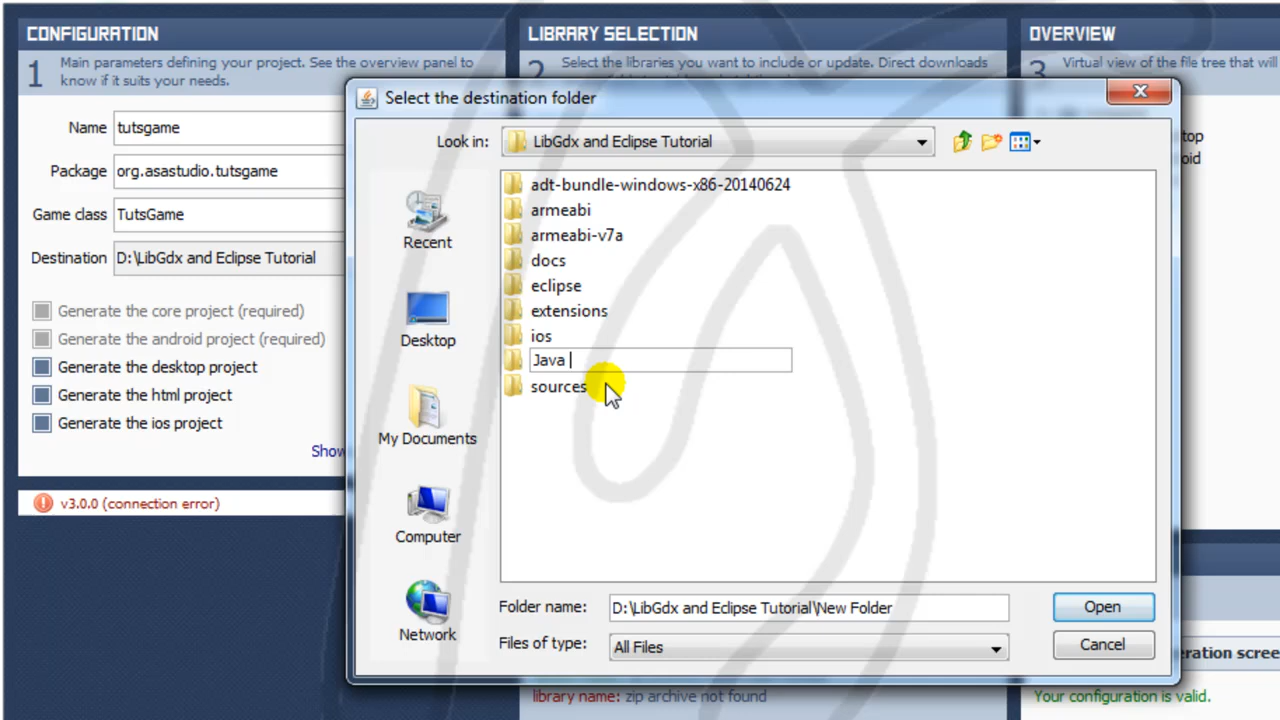 CONFIGURATION
1
Main parameters defining your project. See the overview panel to
know if it suits your needs.
Name tutsgame
Package org.asastudio.tutsgame
Game class TutsGame
Destination D:\LibGdx and Eclipse Tutorial
Generate the core project (required)
Generate the android project (required)
Generate the desktop project
Generate the html project
Generate the ios project
Show
v3.0.0 (connection error)
LIBRARY SELECTION
2
Select the libraries you want to include or update. Direct downloads
OVERVIEW
3
Virtual view of the file tree that will
Select the destination folder
Look in: LibGdx and Eclipse Tutorial
Recent
Desktop
My Documents
Computer
Network
adt-bundle-windows-x86-20140624
armeabi
armeabi-v7a
docs
eclipse
extensions
ios
Java
sources
Folder name: D:\LibGdx and Eclipse Tutorial\New Folder
Open
Files of type: All Files
Cancel
library name: zip archive not found
Your configuration is valid.